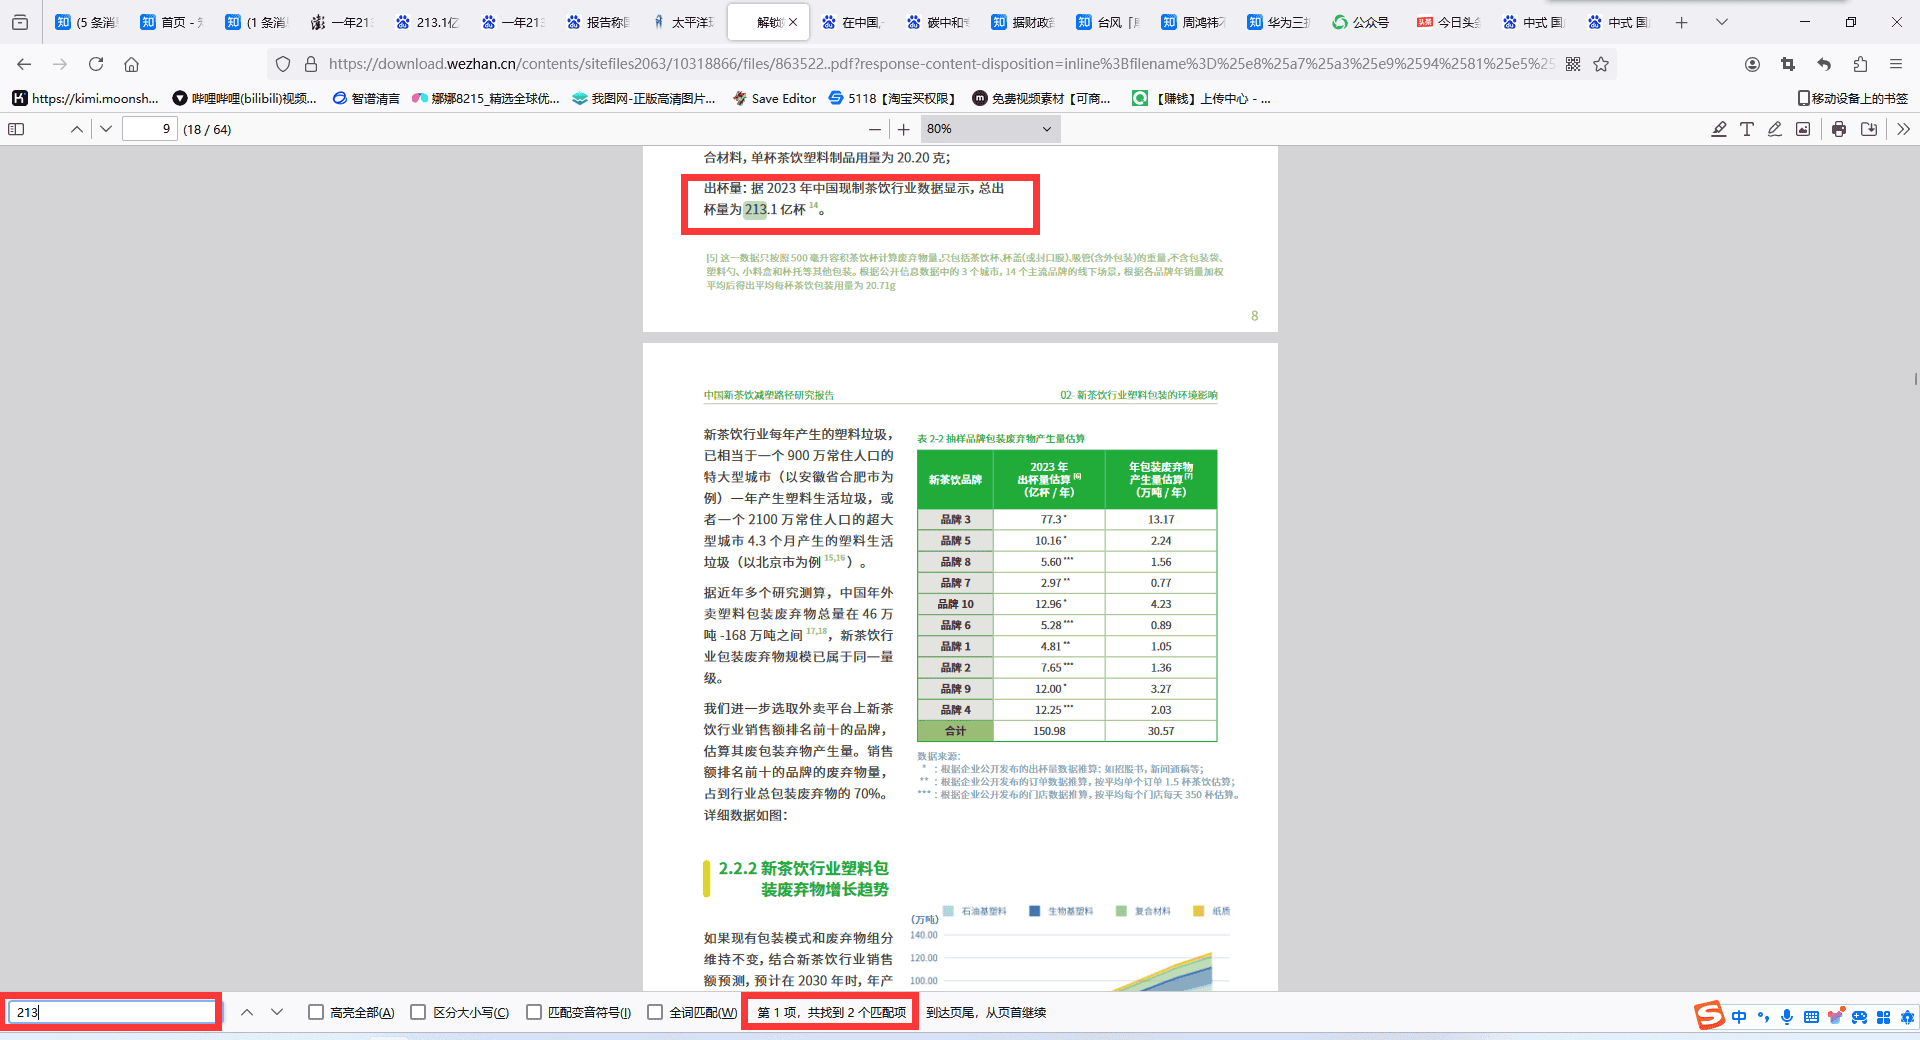 (5 条消息
首页 - 知
(1 条消息
一年213
213.1亿
一年213
报告称国
太平洋环
解锁
在中国,
碳中和
据财政部
台风「
周鸿祎不
华为三折
公众号
今日头条
中式 国
中式 国
https://download.wezhan.cn/contents/sitefiles2063/10318866/files/863522..pdf?response-content-disposition=inline%3Bfilename%3D%25e8%25a7%25a3%25e9%2594%2581%25e5%25
https://kimi.moonsh...
哔哩哔哩(bilibili)视频...
智谱清言
娜娜8215_精选全球优...
我图网-正版高清图片...
Save Editor
5118【淘宝买权限】
免费视频素材【可商...
【赚钱】上传中心 - ...
移动设备上的书签
9
(18 / 64)
80%
合材料，单杯茶饮塑料制品用量为 20.20 克；
出杯量：据 2023 年中国现制茶饮行业数据显示，总出
杯量为 213.1 亿杯 14。
[5] 这一数据只按照 500 毫升容积茶饮杯计算废弃物量,只包括茶饮杯、杯盖(或封口膜)、吸管(含外包装)的重量,不含包装袋、
塑料勺、小料盒和杯托等其他包装。根据公开信息数据中的 3 个城市，14 个主流品牌的线下场景，根据各品牌年销量加权
平均后得出平均每杯茶饮包装用量为 20.71g
8
中国新茶饮减塑路径研究报告
02- 新茶饮行业塑料包装的环境影响
新茶饮行业每年产生的塑料垃圾，
已相当于一个 900 万常住人口的
特大型城市（以安徽省合肥市为
例）一年产生塑料生活垃圾，或
者一个 2100 万常住人口的超大
型城市 4.3 个月产生的塑料生活
垃圾（以北京市为例 15,16）。
据近年多个研究测算，中国年外
卖塑料包装废弃物总量在 46 万
吨 -168 万吨之间 17,18，新茶饮行
业包装废弃物规模已属于同一量
级。
我们进一步选取外卖平台上新茶
饮行业销售额排名前十的品牌，
估算其废包装弃物产生量。销售
额排名前十的品牌的废弃物量，
占到行业总包装废弃物的 70%。
详细数据如图：
表 2-2 抽样品牌包装废弃物产生量估算
新茶饮品牌
2023 年
出杯量估算 [6]
（亿杯 / 年）
年包装废弃物
产生量估算 [7]
（万吨 / 年）
品牌 3 77.3 * 13.17
品牌 5 10.16 * 2.24
品牌 8 5.60 *** 1.56
品牌 7 2.97 ** 0.77
品牌 10 12.96 * 4.23
品牌 6 5.28 *** 0.89
品牌 1 4.81 ** 1.05
品牌 2 7.65 *** 1.36
品牌 9 12.00 * 3.27
品牌 4 12.25 *** 2.03
合计 150.98 30.57
数据来源：
* ：根据企业公开发布的出杯量数据推算：如招股书，新闻通稿等；
** ：根据企业公开发布的订单数据推算，按平均单个订单 1.5 杯茶饮估算；
*** ：根据企业公开发布的门店数据推算，按平均每个门店每天 350 杯估算。
2.2.2 新茶饮行业塑料包
装废弃物增长趋势
如果现有包装模式和废弃物组分
维持不变，结合新茶饮行业销售
额预测，预计在 2030 年时，年产
石油基塑料
生物基塑料
复合材料
纸质
(万吨)
140.00
120.00
100.00
213
高亮全部(A)
区分大小写(C)
匹配变音符号(I)
全词匹配(W)
第 1 项，共找到 2 个匹配项
到达页尾，从页首继续
中